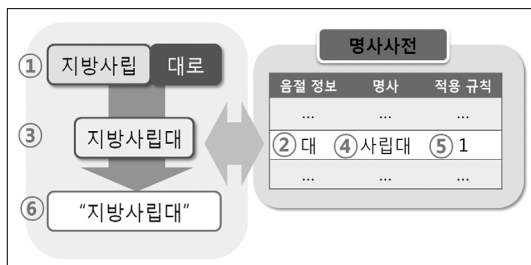 ① 지방사립 대로
③ 지방사립대
⑥ “지방사립대”
명사사전
음절 정보 명사 적용 규칙
... ... ...
② 대 ④ 사립대 ⑤ 1
... ... ...